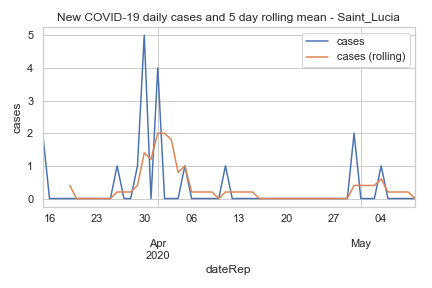 New COVID-19 daily cases and 5 day rolling mean - Saint_Lucia
cases
cases (rolling)
cases
5
4
3
2
1
0
16 23 30 06 13 20 27 04
Apr May
2020
dateRep